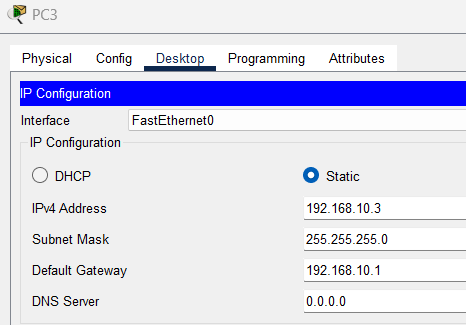 PC3
Physical Config Desktop Programming Attributes
IP Configuration
Interface FastEthernet0
IP Configuration
DHCP Static
IPv4 Address 192.168.10.3
Subnet Mask 255.255.255.0
Default Gateway 192.168.10.1
DNS Server 0.0.0.0